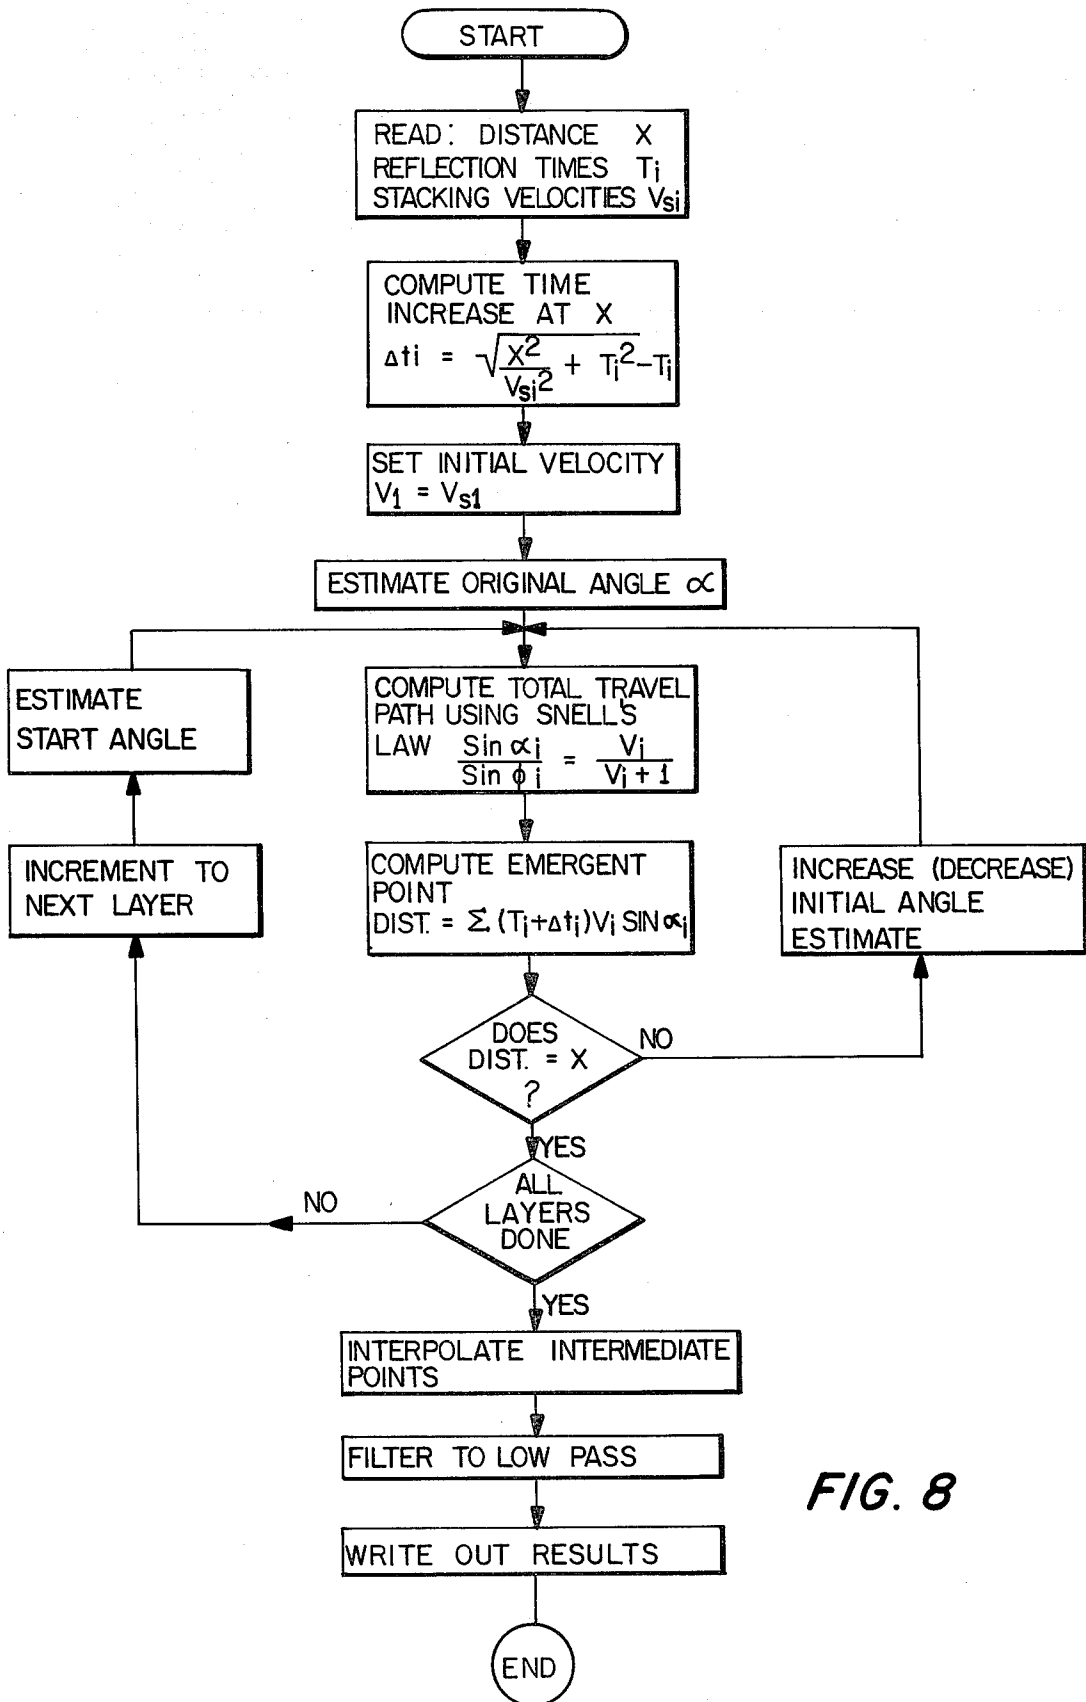 START
READ: DISTANCE X
REFLECTION TIMES Ti
STACKING VELOCITIES Vsi
COMPUTE TIME
INCREASE AT X
Δti = √(X²/Vsi² + Ti²) - Ti
SET INITIAL VELOCITY
V1 = Vs1
ESTIMATE ORIGINAL ANGLE α
ESTIMATE
START ANGLE
COMPUTE TOTAL TRAVEL
PATH USING SNELL'S
LAW Sin αi / Sin ϕi = Vi / Vi + 1
INCREMENT TO
NEXT LAYER
COMPUTE EMERGENT
POINT
DIST. = Σ (Ti+Δti) Vi SIN αi
INCREASE (DECREASE)
INITIAL ANGLE
ESTIMATE
DOES
DIST. = X
?
NO
YES
ALL
LAYERS
DONE
NO
YES
INTERPOLATE INTERMEDIATE
POINTS
FILTER TO LOW PASS
WRITE OUT RESULTS
END
FIG. 8